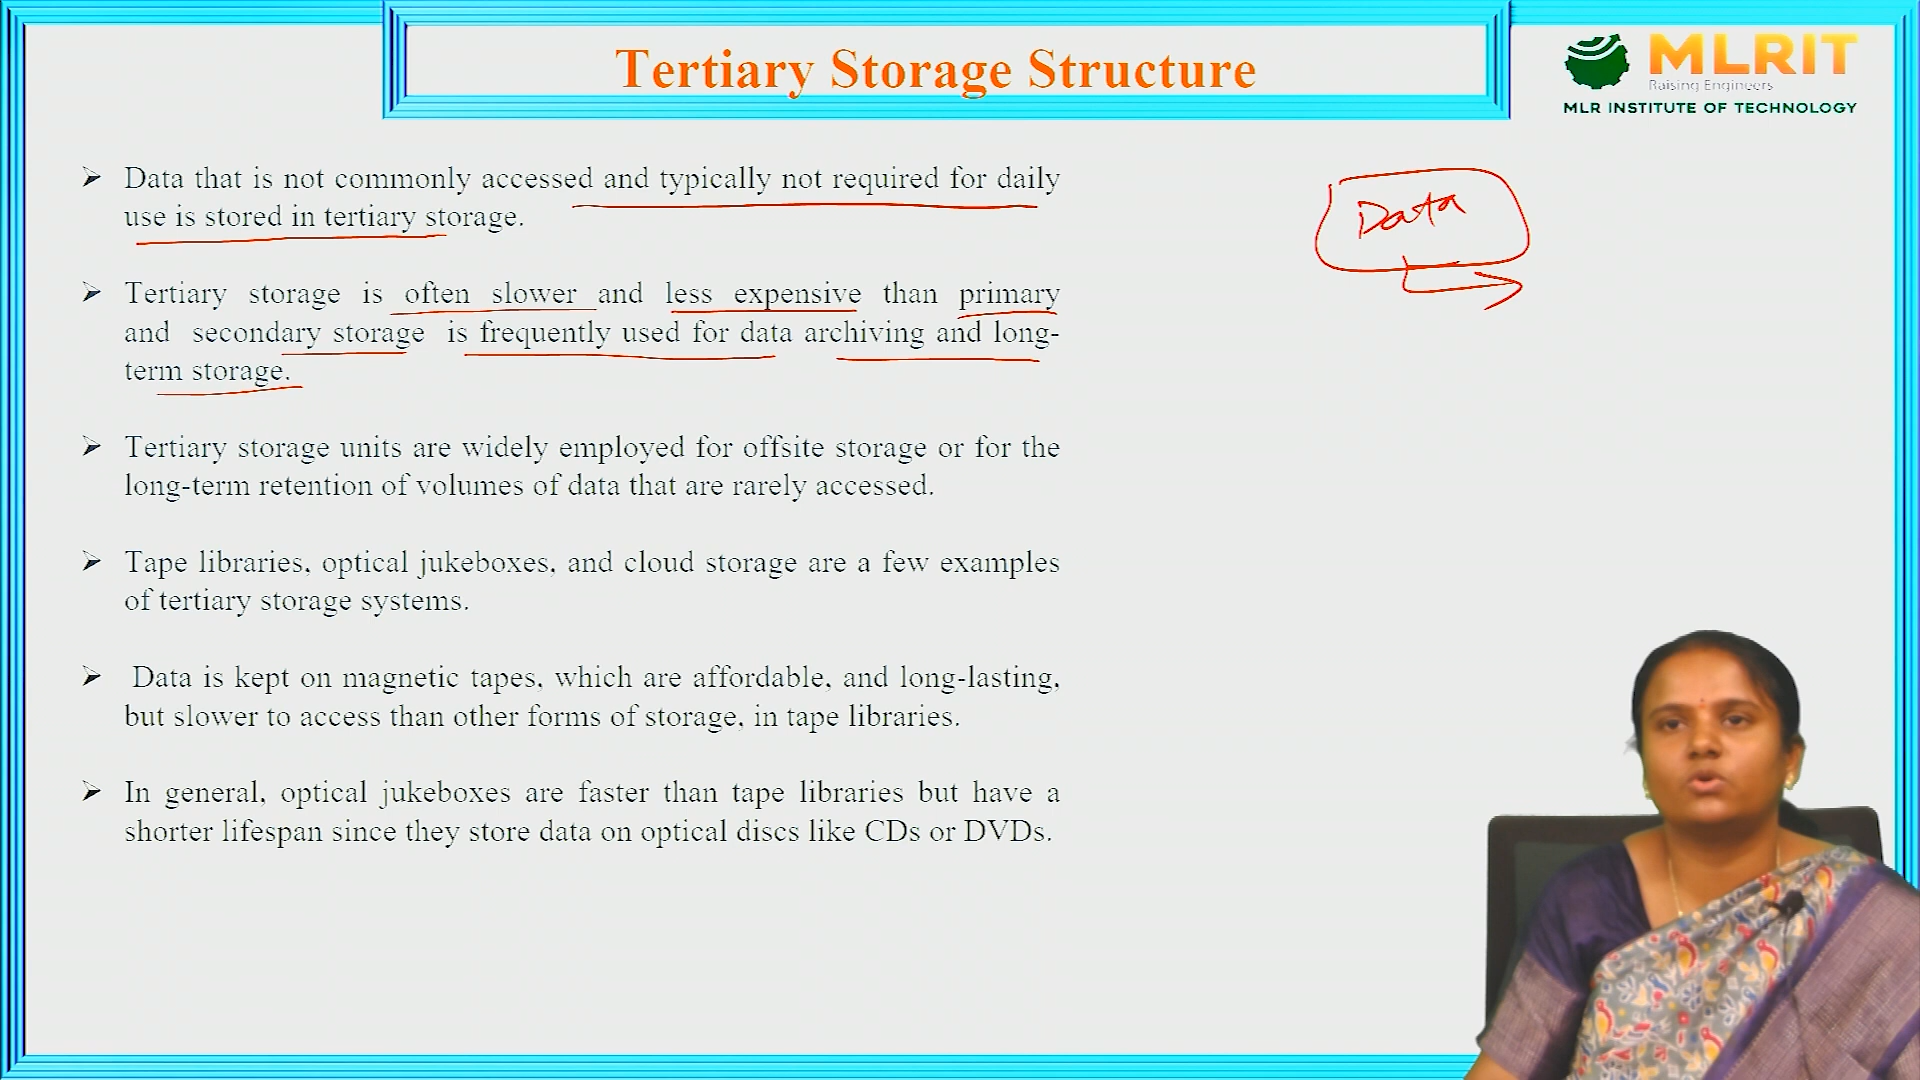 Tertiary Storage Structure
MLRIT
Raising Engineers
MLR INSTITUTE OF TECHNOLOGY
➢ Data that is not commonly accessed and typically not required for daily
use is stored in tertiary storage.
Data
➢ Tertiary storage is often slower and less expensive than primary
and secondary storage is frequently used for data archiving and long-
term storage.
➢ Tertiary storage units are widely employed for offsite storage or for the
long-term retention of volumes of data that are rarely accessed.
➢ Tape libraries, optical jukeboxes, and cloud storage are a few examples
of tertiary storage systems.
➢ Data is kept on magnetic tapes, which are affordable, and long-lasting,
but slower to access than other forms of storage, in tape libraries.
➢ In general, optical jukeboxes are faster than tape libraries but have a
shorter lifespan since they store data on optical discs like CDs or DVDs.